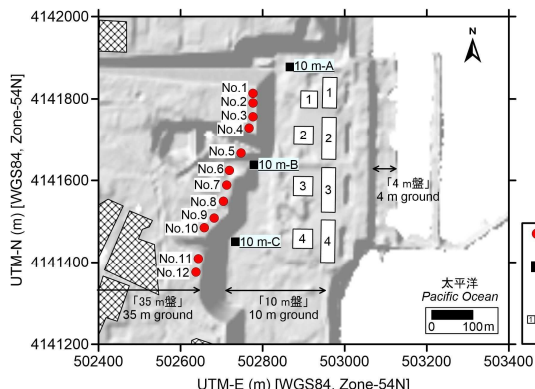 4142000
4141800
4141600
4141400
4141200
UTM-N (m) [WGS84, Zone-54N]
N
10 m-A
No.1
No.2
No.3
No.4
No.5
No.6
No.7
No.8
No.9
No.10
No.11
No.12
10 m-B
10 m-C
1
1
2
2
3
3
4
4
「4 m盤」
4 m ground
「35 m盤」
35 m ground
「10 m盤」
10 m ground
太平洋
Pacific Ocean
0 100m
1
502400 502600 502800 503000 503200 503400
UTM-E (m) [WGS84, Zone-54N]